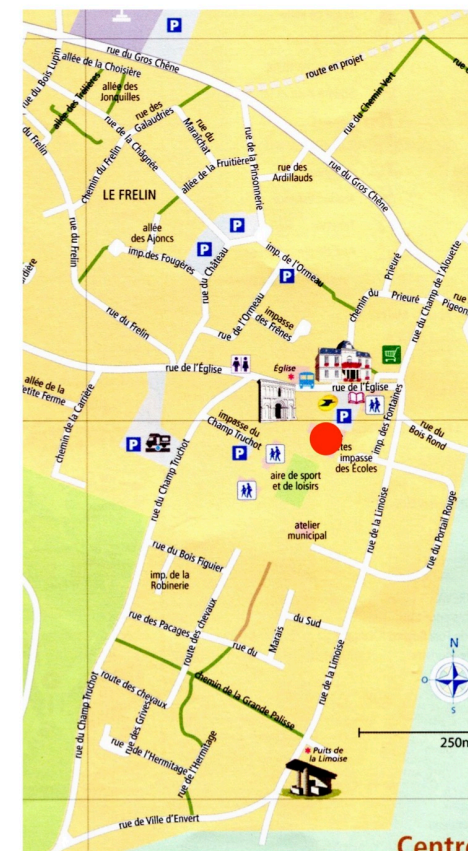 P
rue du Gros Chêne
rue du Bois Lupin
allée de la Choisière
allée des Trélières
allée des
Jonquilles
route en projet
rue du Chemin Vert
rue des
Galaudries
rue du
Maraîchat
rue de la Châgnée
du Frelin
chemin du Frelin
allée de la Fruitière
rue de la Pinsonnerie
rue des
Ardillauds
rue du Gros Chêne
LE FRELIN
rue du Frelin
allée
des Ajoncs
P
P
imp.des Fougères
rue du Château
imp. de l'Ormeau
P
Prieuré
chemin du Prieuré
rue du Champ de l'Alouette
rue
Pigeon
rue du Frelin
rue de l'Ormeau
impasse
des Frênes
rue de l'Église
Église
rue de l'Église
allée de la
etite Ferme
chemin de la Carrière
impasse du
Champ Truchot
P
imp. des Fontaines
rue du
Bois Rond
P
P
rue du Champ Truchot
tes
impasse
des Écoles
aire de sport
et de loisirs
rue de la Limoise
rue du Portail Rouge
atelier
municipal
rue du Bois Figuier
imp. de la
Robinerie
rue des Pacages
route des chevaux
rue du
Marais
du Sud
rue de la Limoise
N
O
S
chemin de la Grande Palisse
route des chevaux
rue du Champ Truchot
rue des Grives
rue de l'Hermitage
rue de l'Hermitage
250m
Puits de
la Limoise
rue de Ville d'Envert
Centre